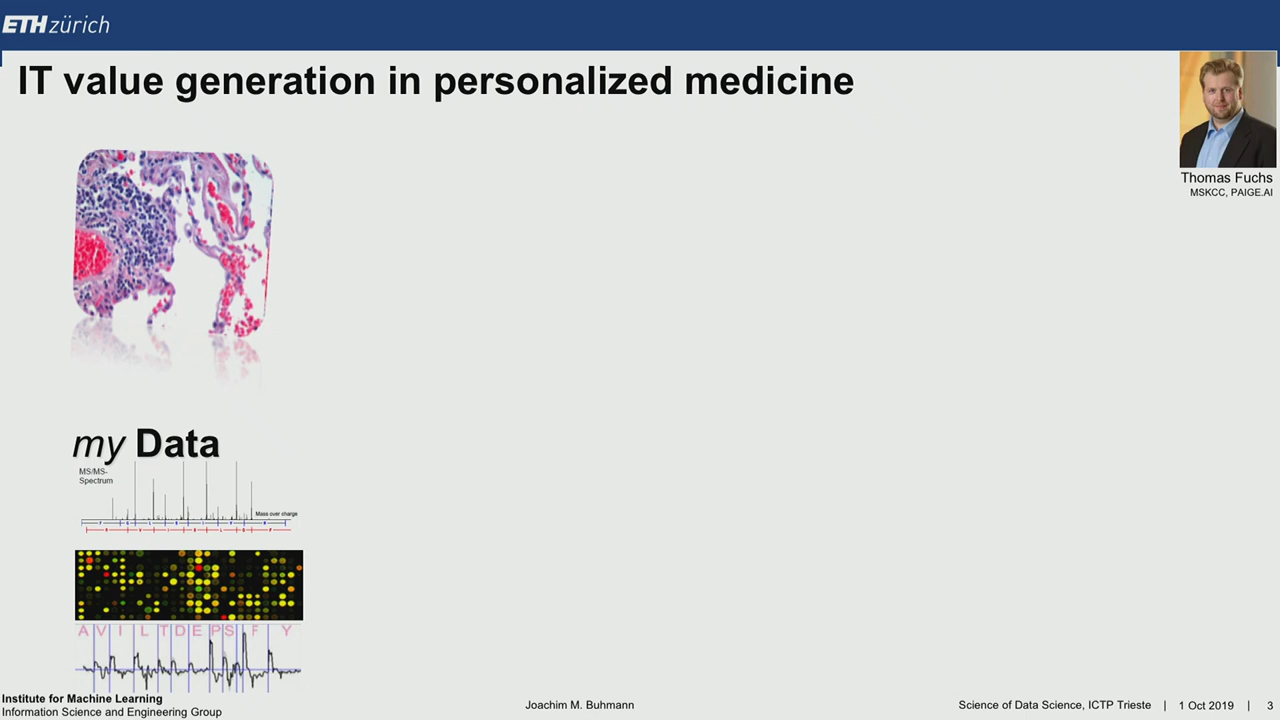 ETH zürich
IT value generation in personalized medicine
Thomas Fuchs
MSKCC, PAIGE.AI
my Data
MS/MS-
Spectrum
Mass over charge
A V I L T D E P S F Y
Institute for Machine Learning
Information Science and Engineering Group
Joachim M. Buhmann
Science of Data Science, ICTP Trieste | 1 Oct 2019 | 3